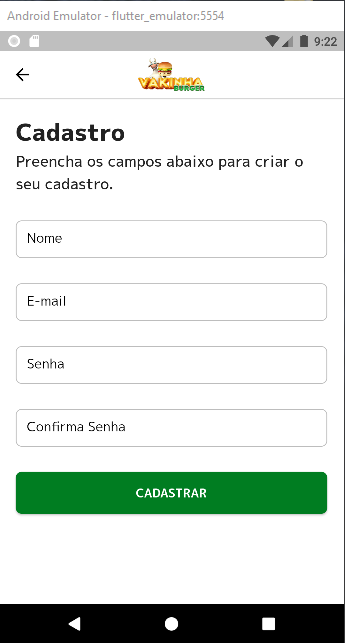 Android Emulator - flutter_emulator:5554
9:22
VAKINHA
BURGER
Cadastro
Preencha os campos abaixo para criar o
seu cadastro.
Nome
E-mail
Senha
Confirma Senha
CADASTRAR